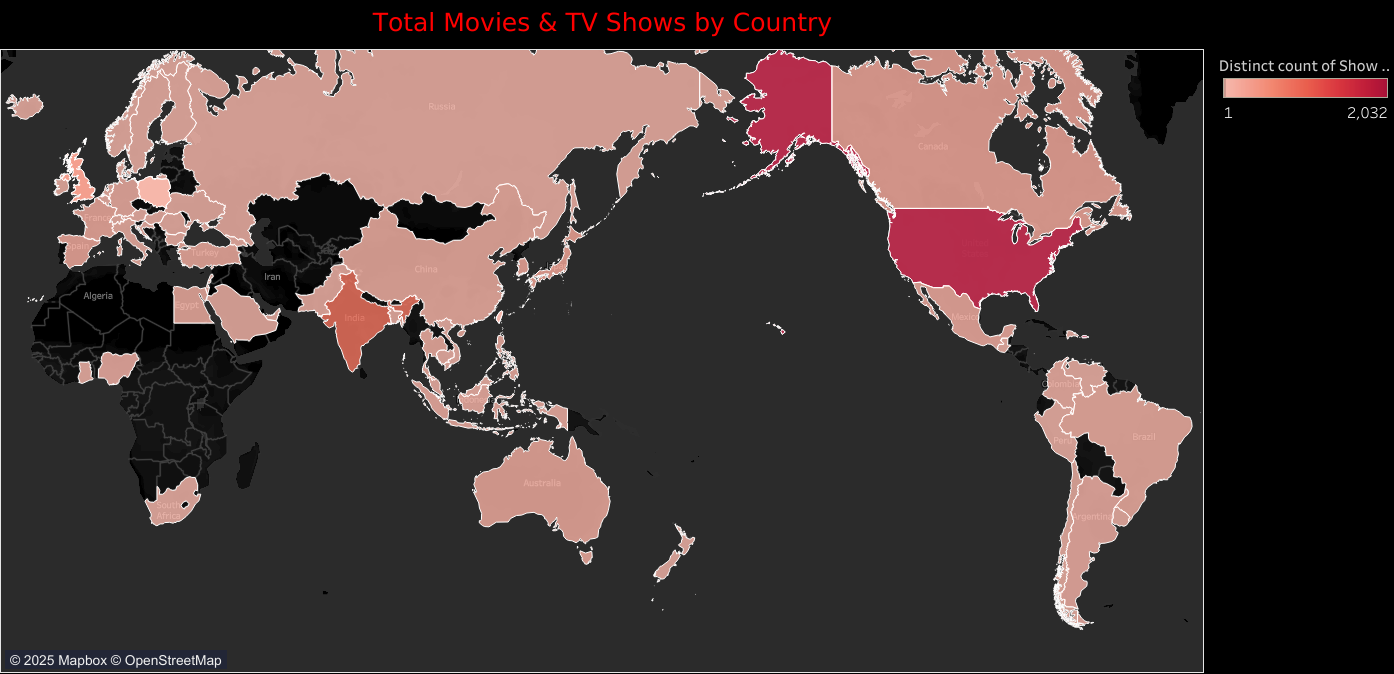 Total Movies & TV Shows by Country
Distinct count of Show ..
1 2,032
Russia
Canada
France
Spain
Turkey
Iran
China
Algeria
Egypt
India
Mexico
Colombia
Peru
Brazil
Australia
South
Africa
Argentina
© 2025 Mapbox © OpenStreetMap